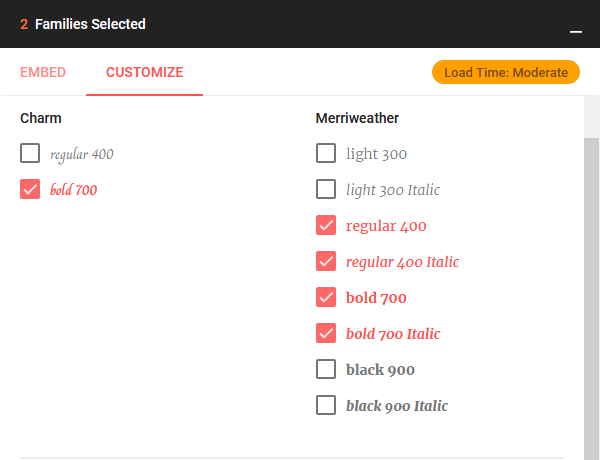 2 Families Selected
EMBED CUSTOMIZE Load Time: Moderate
Charm
regular 400
bold 700
Merriweather
light 300
light 300 Italic
regular 400
regular 400 Italic
bold 700
bold 700 Italic
black 900
black 900 Italic